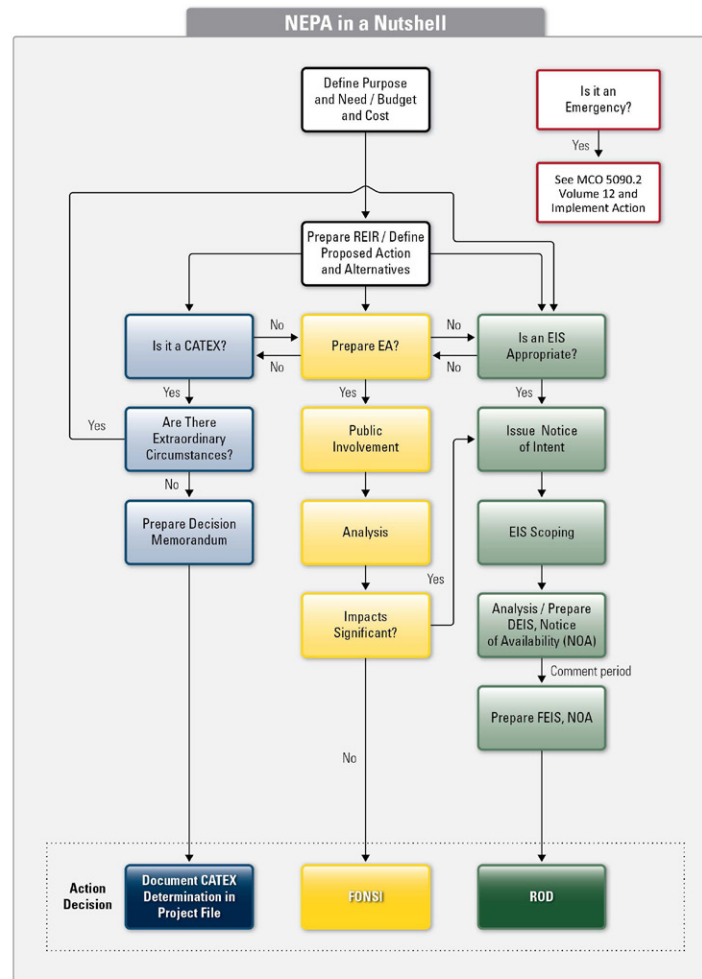 NEPA in a Nutshell
Define Purpose
and Need / Budget
and Cost
Is it an
Emergency?
Yes
See MCO 5090.2
Volume 12 and
Implement Action
Prepare REIR / Define
Proposed Action
and Alternatives
Is it a CATEX?
No
No
Prepare EA?
No
No
Is an EIS
Appropriate?
Yes
Yes
Yes
Yes
Are There
Extraordinary
Circumstances?
Public
Involvement
Issue Notice
of Intent
No
Prepare Decision
Memorandum
Analysis
EIS Scoping
Yes
Impacts
Significant?
Analysis / Prepare
DEIS, Notice
of Availability (NOA)
Comment period
Prepare FEIS, NOA
No
Action
Decision
Document CATEX
Determination in
Project File
FONSI
ROD